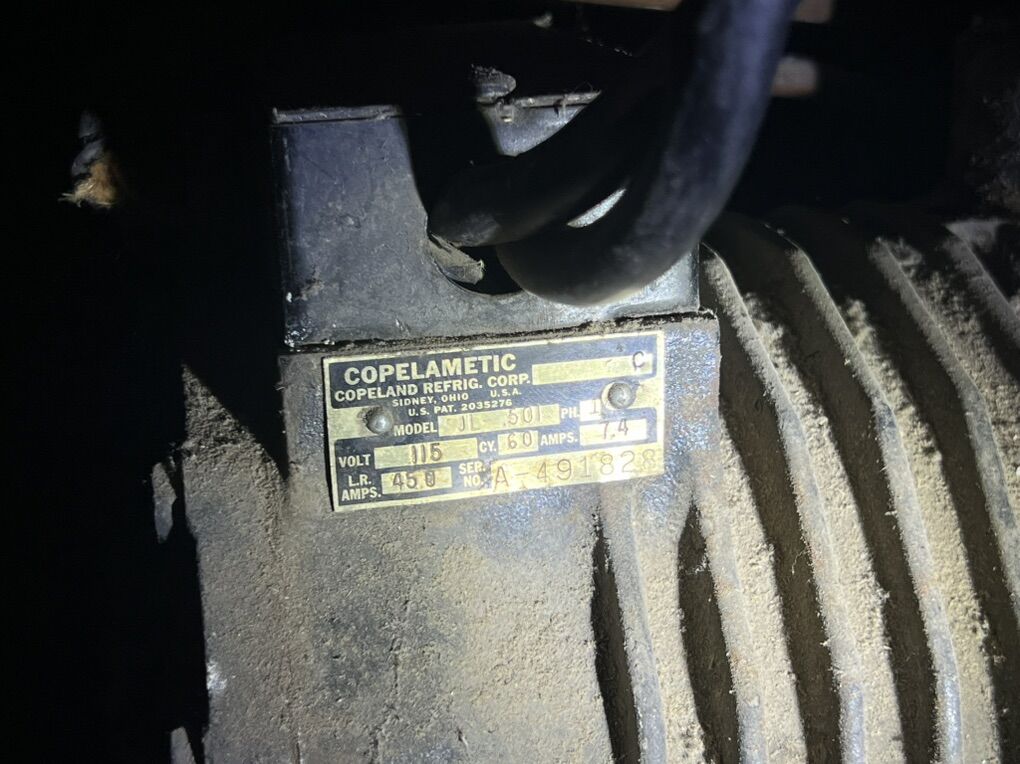 COPELAMETIC C
COPELAND REFRIG. CORP.
SIDNEY, OHIO U.S.A.
U.S. PAT. 2035276
MODEL JL 501 PH. 1
VOLT 115 CY. 60 AMPS. 7.4
L.R. AMPS. 45.0 SER. NO. A-491828